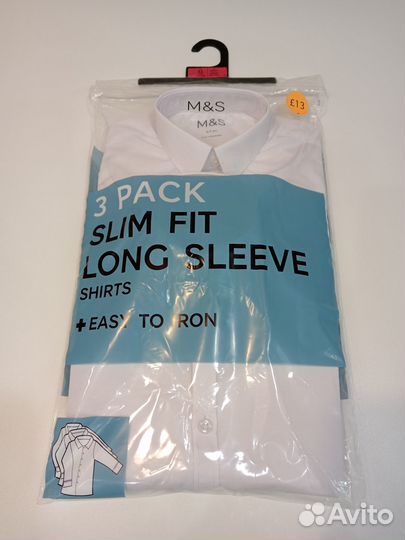 M&S
M&S
£13
3 PACK
SLIM FIT
LONG SLEEVE
SHIRTS
+EASY TO IRON
Avito